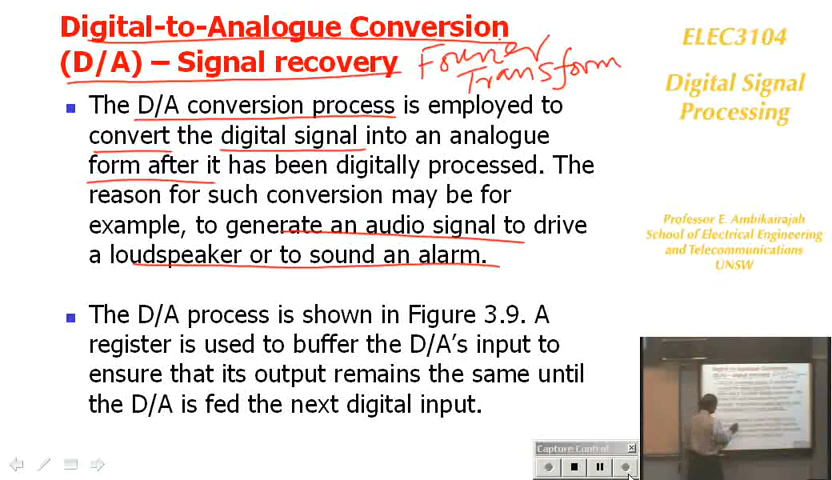 Digital-to-Analogue Conversion
(D/A) – Signal recovery
Fourier
Transform
The D/A conversion process is employed to
convert the digital signal into an analogue
form after it has been digitally processed. The
reason for such conversion may be for
example, to generate an audio signal to drive
a loudspeaker or to sound an alarm.
The D/A process is shown in Figure 3.9. A
register is used to buffer the D/A's input to
ensure that its output remains the same until
the D/A is fed the next digital input.
ELEC3104
Digital Signal
Processing
Professor E. Ambikairajah
School of Electrical Engineering
and Telecommunications
UNSW
Capture Control